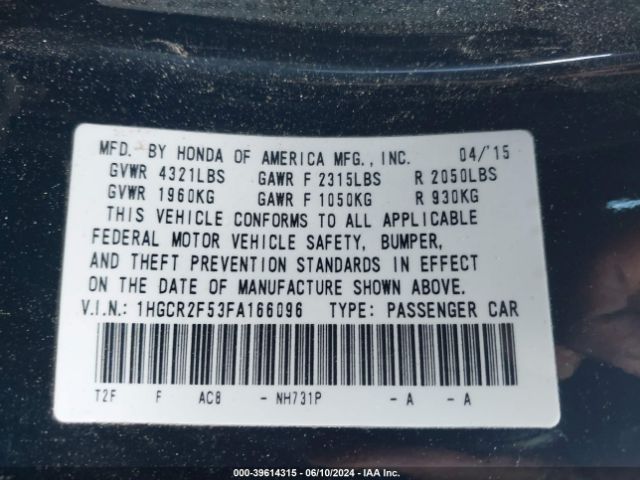 MFD. BY HONDA OF AMERICA MFG., INC. 04/'15
GVWR 4321LBS GAWR F 2315LBS R 2050LBS
GVWR 1960KG GAWR F 1050KG R 930KG
THIS VEHICLE CONFORMS TO ALL APPLICABLE
FEDERAL MOTOR VEHICLE SAFETY, BUMPER,
AND THEFT PREVENTION STANDARDS IN EFFECT
ON THE DATE OF MANUFACTURE SHOWN ABOVE.
V.I.N.: 1HGCR2F53FA166096 TYPE: PASSENGER CAR
T2F F AC8 - NH731P - A - A
000-39614315 - 06/10/2024 - IAA Inc.